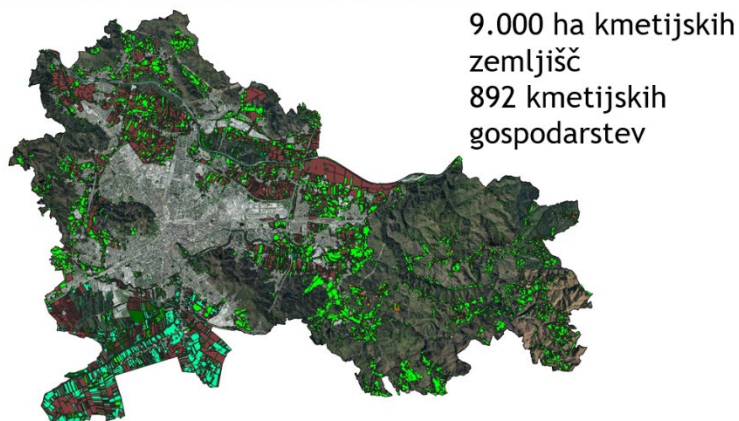 9.000 ha kmetijskih
zemljišč
892 kmetijskih
gospodarstev